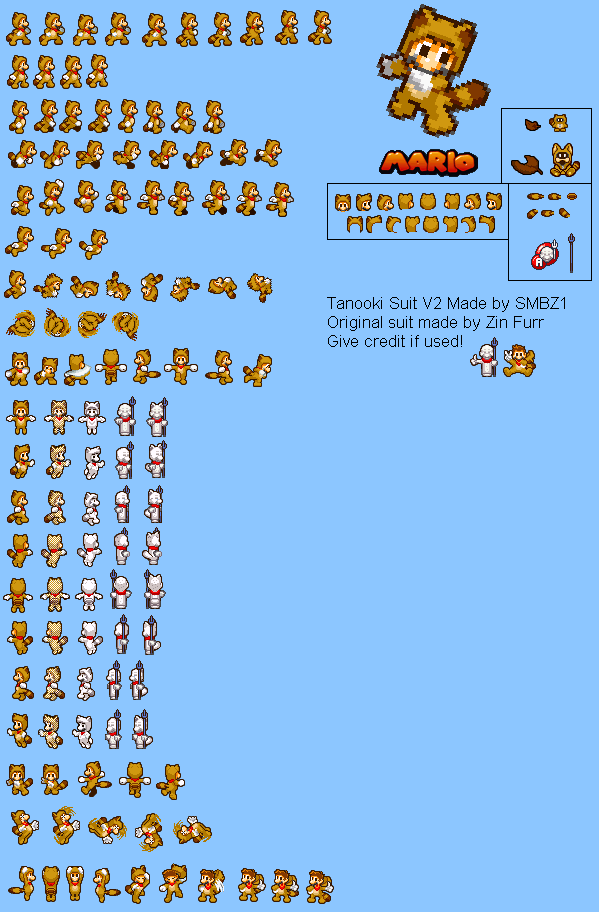 MARIO
A
Tanooki Suit V2 Made by SMBZ1
Original suit made by Zin Furr
Give credit if used!